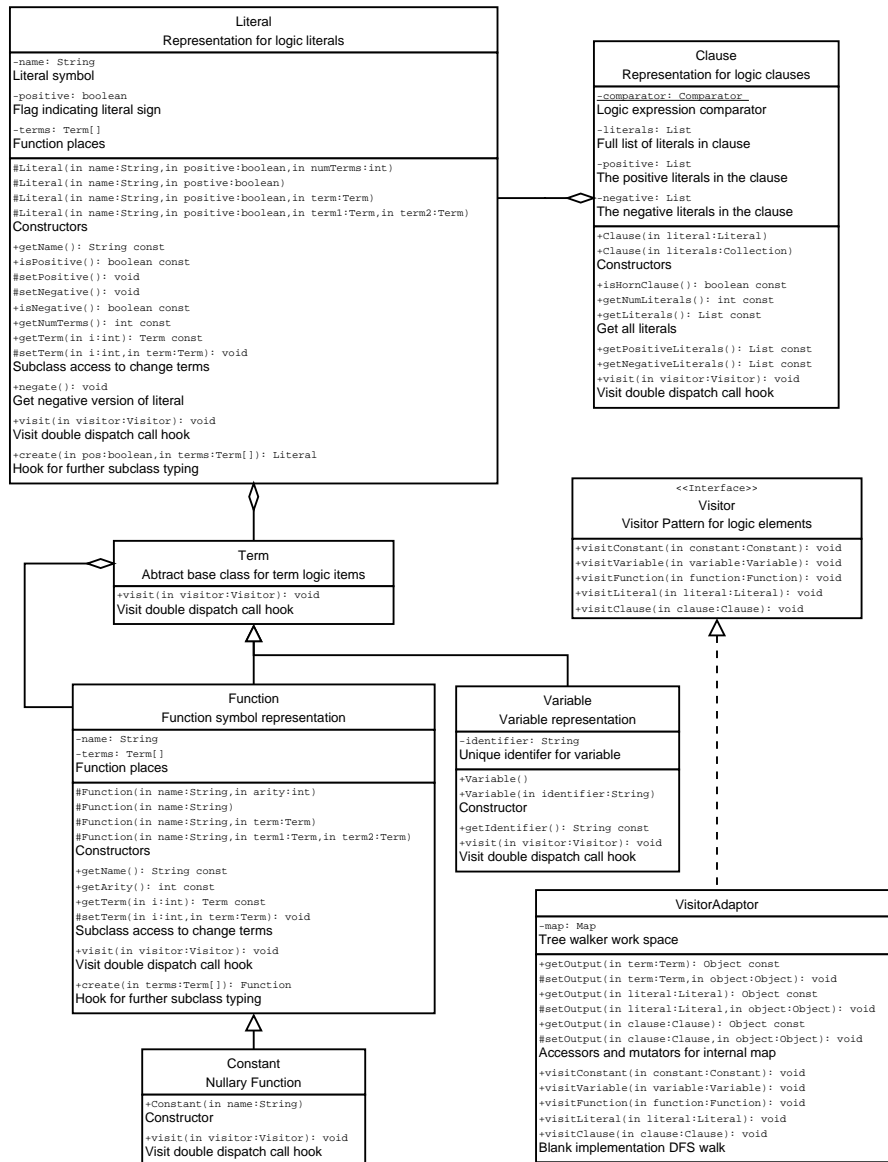 Literal
Representation for logic literals
-name: String
Literal symbol
-positive: boolean
Flag indicating literal sign
-terms: Term[]
Function places
#Literal(in name:String,in positive:boolean,in numTerms:int)
#Literal(in name:String,in postive:boolean)
#Literal(in name:String,in positive:boolean,in term:Term)
#Literal(in name:String,in positive:boolean,in term1:Term,in term2:Term)
Constructors
+getName(): String const
+isPositive(): boolean const
#setPositive(): void
#setNegative(): void
+isNegative(): boolean const
+getNumTerms(): int const
+getTerm(in i:int): Term const
#setTerm(in i:int,in term:Term): void
Subclass access to change terms
+negate(): void
Get negative version of literal
+visit(in visitor:Visitor): void
Visit double dispatch call hook
+create(in pos:boolean,in terms:Term[]): Literal
Hook for further subclass typing
Clause
Representation for logic clauses
-comparator: Comparator
Logic expression comparator
-literals: List
Full list of literals in clause
-positive: List
The positive literals in the clause
-negative: List
The negative literals in the clause
+Clause(in literal:Literal)
+Clause(in literals:Collection)
Constructors
+isHornClause(): boolean const
+getNumLiterals(): int const
+getLiterals(): List const
Get all literals
+getPositiveLiterals(): List const
+getNegativeLiterals(): List const
+visit(in visitor:Visitor): void
Visit double dispatch call hook
<<Interface>>
Visitor
Visitor Pattern for logic elements
+visitConstant(in constant:Constant): void
+visitVariable(in variable:Variable): void
+visitFunction(in function:Function): void
+visitLiteral(in literal:Literal): void
+visitClause(in clause:Clause): void
Term
Abtract base class for term logic items
+visit(in visitor:Visitor): void
Visit double dispatch call hook
Function
Function symbol representation
-name: String
-terms: Term[]
Function places
#Function(in name:String,in arity:int)
#Function(in name:String)
#Function(in name:String,in term:Term)
#Function(in name:String,in term1:Term,in term2:Term)
Constructors
+getName(): String const
+getArity(): int const
+getTerm(in i:int): Term const
#setTerm(in i:int,in term:Term): void
Subclass access to change terms
+visit(in visitor:Visitor): void
Visit double dispatch call hook
+create(in terms:Term[]): Function
Hook for further subclass typing
Variable
Variable representation
-identifier: String
Unique identifer for variable
+Variable()
+Variable(in identifier:String)
Constructor
+getIdentifier(): String const
+visit(in visitor:Visitor): void
Visit double dispatch call hook
VisitorAdaptor
-map: Map
Tree walker work space
+getOutput(in term:Term): Object const
#setOutput(in term:Term,in object:Object): void
+getOutput(in literal:Literal): Object const
#setOutput(in literal:Literal,in object:Object): void
+getOutput(in clause:Clause): Object const
#setOutput(in clause:Clause,in object:Object): void
Accessors and mutators for internal map
+visitConstant(in constant:Constant): void
+visitVariable(in variable:Variable): void
+visitFunction(in function:Function): void
+visitLiteral(in literal:Literal): void
+visitClause(in clause:Clause): void
Blank implementation DFS walk
Constant
Nullary Function
+Constant(in name:String)
Constructor
+visit(in visitor:Visitor): void
Visit double dispatch call hook